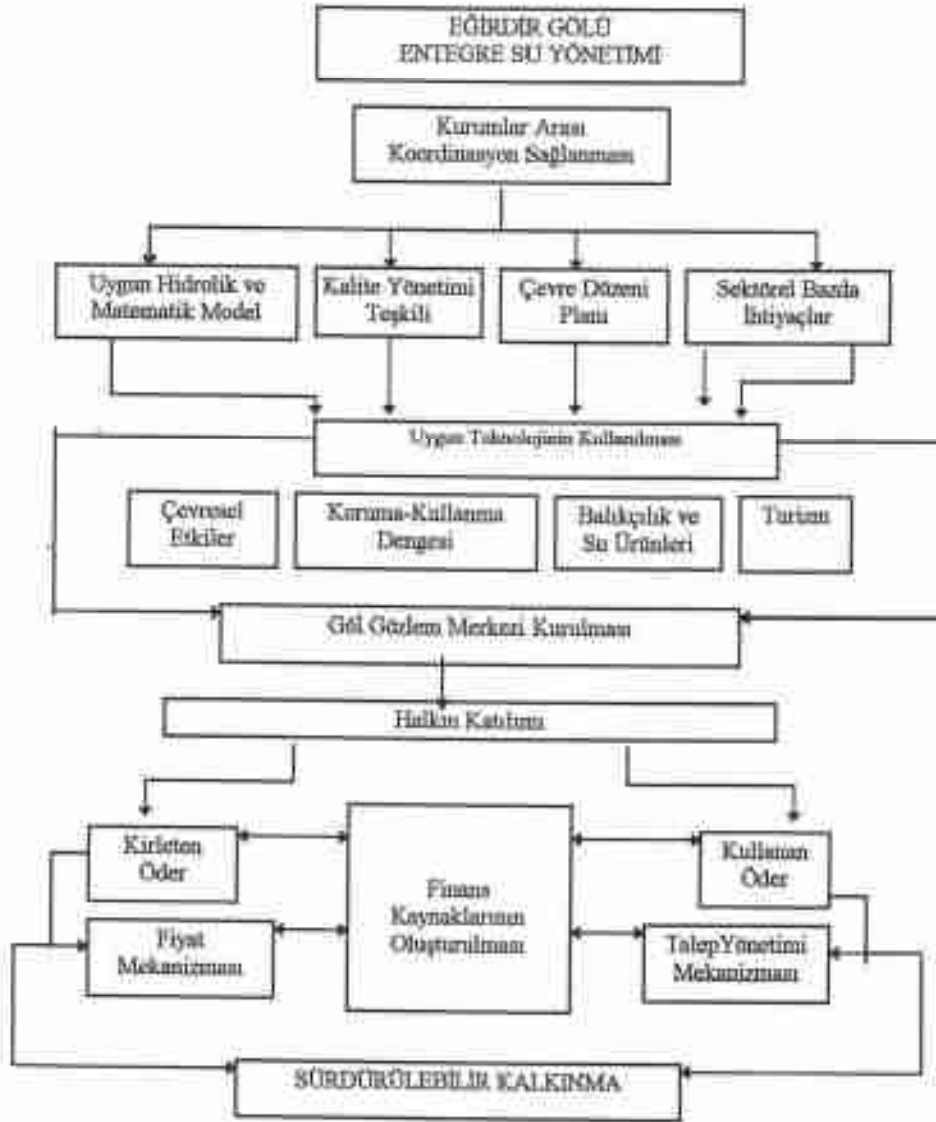 EĞİRDİR GÖLÜ
ENTEGRE SU YÖNETİMİ
Kurumlar Arası
Koordinasyon Sağlanması
Uygun Hidrolik ve
Matematik Model
Kalite Yönetimi
Teşkili
Çevre Düzeni
Planı
Sektörel Bazda
İhtiyaçlar
Uygun Teknolojinin Kullanılması
Çevresel
Etkiler
Koruma-Kullanma
Dengesi
Balıkçılık ve
Su Ürünleri
Turizm
Göl Gözlem Merkezi Kurulması
Halkın Katılımı
Kirleten
Öder
Finans
Kaynaklarının
Oluşturulması
Kullanan
Öder
Fiyat
Mekanizması
TalepYönetimi
Mekanizması
SÜRDÜRÜLEBİLİR KALKINMA